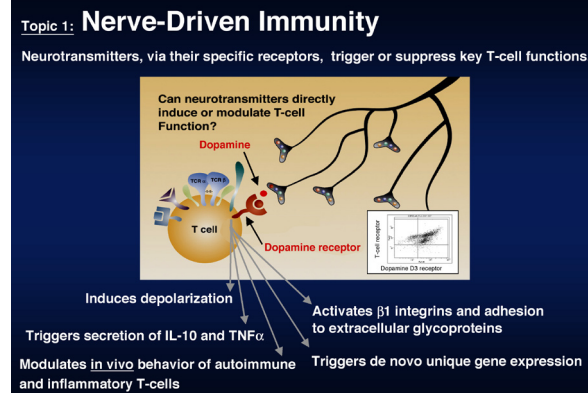 Topic 1: Nerve-Driven Immunity
Neurotransmitters, via their specific receptors, trigger or suppress key T-cell functions
Can neurotransmitters directly
induce or modulate T-cell
Function?
Dopamine
TCR α TCR β
T cell
Dopamine receptor
T-cell receptor
Dopamine D3 receptor
Induces depolarization
Activates β1 integrins and adhesion
to extracellular glycoproteins
Triggers secretion of IL-10 and TNFα
Triggers de novo unique gene expression
Modulates in vivo behavior of autoimmune
and inflammatory T-cells